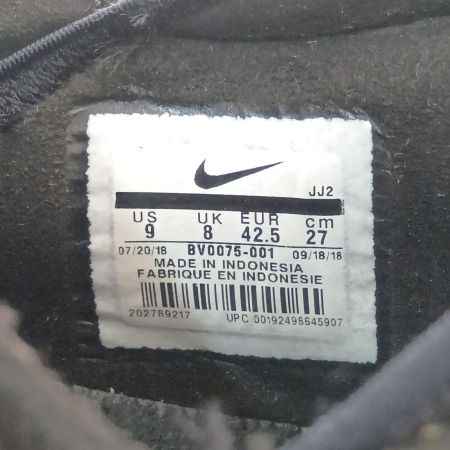 JJ2
US UK EUR cm
9 8 42.5 27
07/20/18 BV0075-001 09/18/18
MADE IN INDONESIA
FABRIQUE EN INDONESIE
202789217 UPC 00192498645907